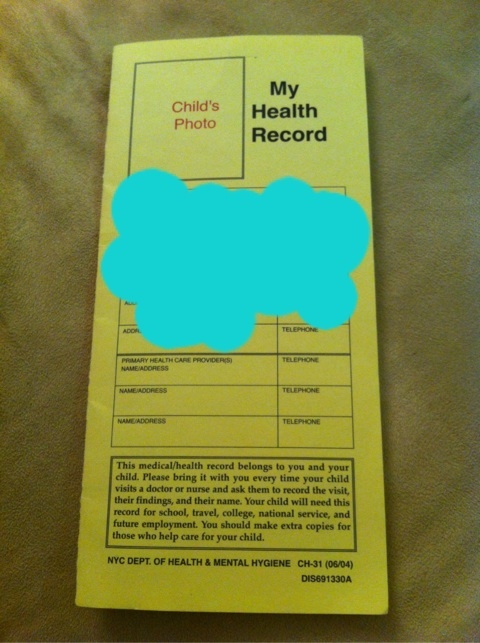 Child's
Photo
My
Health
Record
TELEPHONE
PRIMARY HEALTH CARE PROVIDER(S)
NAME/ADDRESS
TELEPHONE
NAME/ADDRESS
TELEPHONE
NAME/ADDRESS
TELEPHONE
This medical/health record belongs to you and your
child. Please bring it with you every time your child
visits a doctor or nurse and ask them to record the visit,
their findings, and their name. Your child will need this
record for school, travel, college, national service, and
future employment. You should make extra copies for
those who help care for your child.
NYC DEPT. OF HEALTH & MENTAL HYGIENE CH-31 (06/04)
DIS691330A